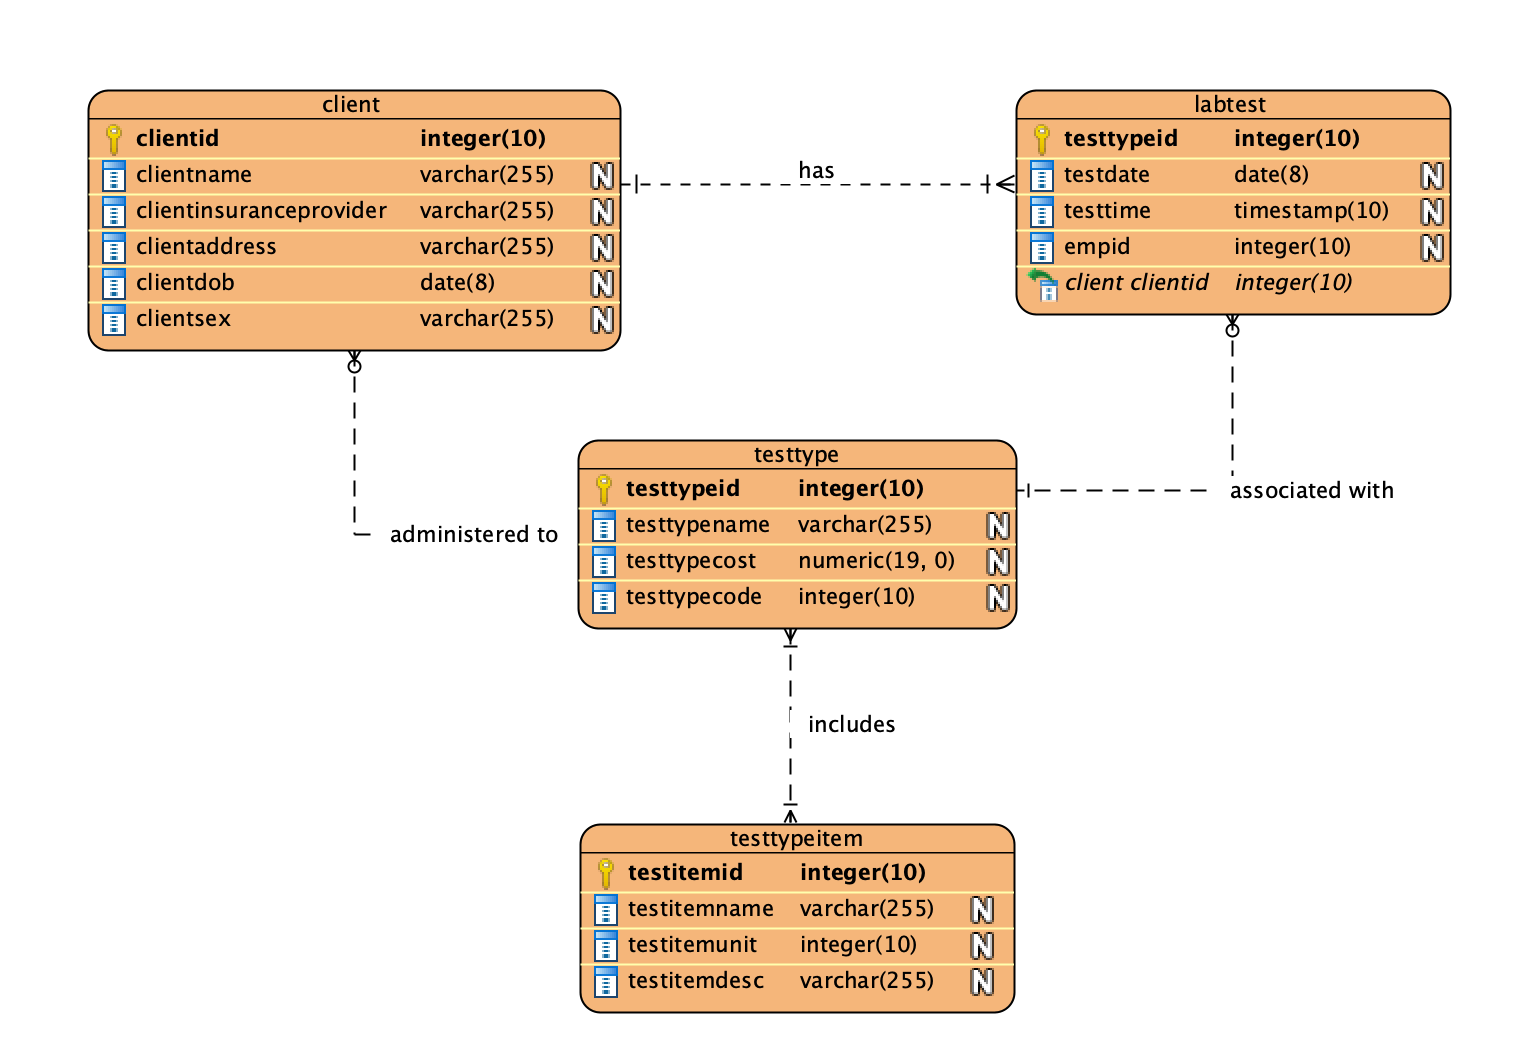 client
clientid integer(10)
clientname varchar(255) N
clientinsuranceprovider varchar(255) N
clientaddress varchar(255) N
clientdob date(8) N
clientsex varchar(255) N
has
labtest
testtypeid integer(10)
testdate date(8) N
testtime timestamp(10) N
empid integer(10) N
client clientid integer(10)
administered to
testtype
testtypeid integer(10)
testtypename varchar(255) N
testtypecost numeric(19, 0) N
testtypecode integer(10) N
associated with
includes
testtypeitem
testitemid integer(10)
testitemname varchar(255) N
testitemunit integer(10) N
testitemdesc varchar(255) N